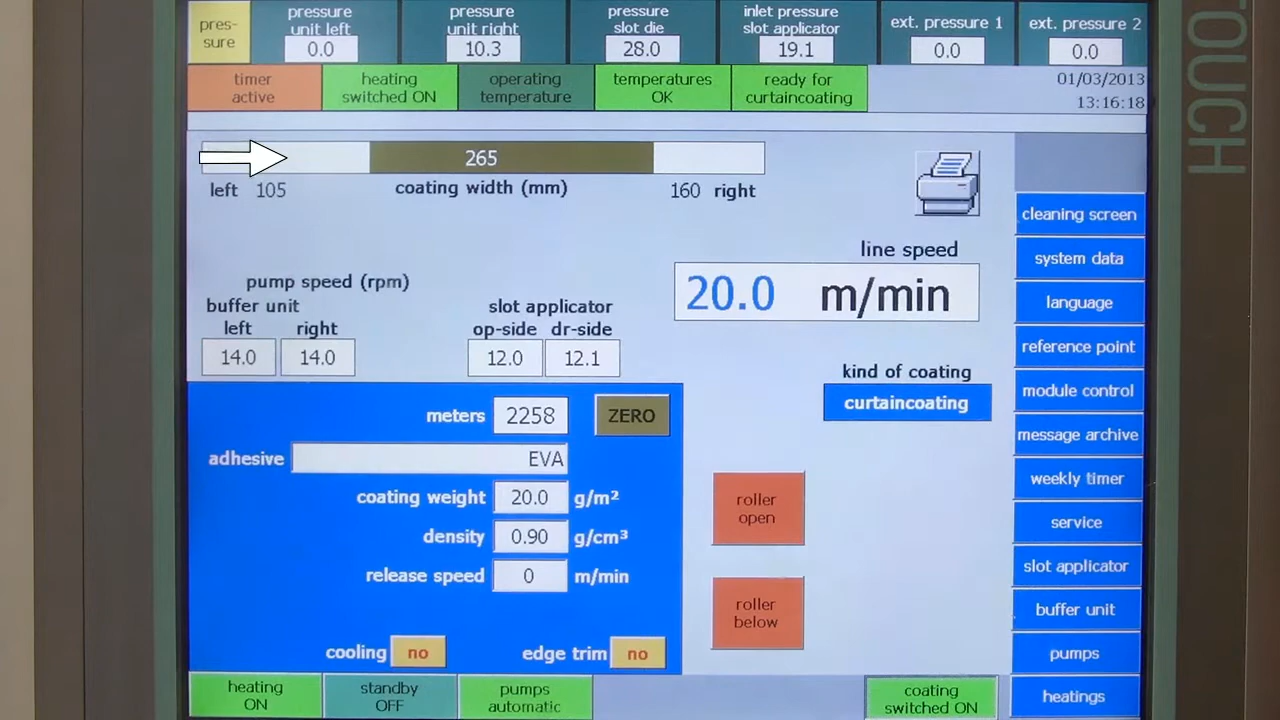 pres-
sure
pressure
unit left
0.0
pressure
unit right
10.3
pressure
slot die
28.0
inlet pressure
slot applicator
19.1
ext. pressure 1
0.0
ext. pressure 2
0.0
timer
active
heating
switched ON
operating
temperature
temperatures
OK
ready for
curtaincoating
01/03/2013
13:16:18
TOUCH
265
left 105 coating width (mm) 160 right
line speed
20.0 m/min
pump speed (rpm)
buffer unit
left right
14.0 14.0
slot applicator
op-side dr-side
12.0 12.1
kind of coating
curtaincoating
meters 2258 ZERO
adhesive EVA
coating weight 20.0 g/m²
density 0.90 g/cm³
release speed 0 m/min
cooling no edge trim no
roller
open
roller
below
cleaning screen
system data
language
reference point
module control
message archive
weekly timer
service
slot applicator
buffer unit
pumps
heatings
heating
ON
standby
OFF
pumps
automatic
coating
switched ON